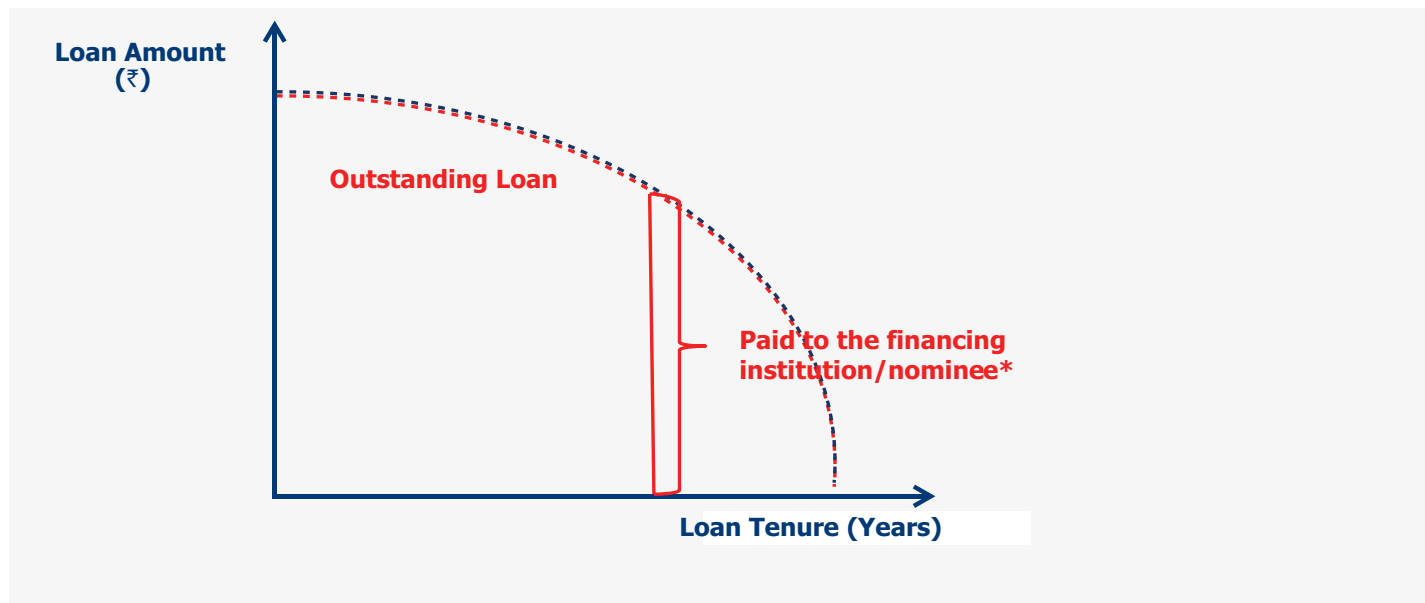 Loan Amount
(₹)
Outstanding Loan
Paid to the financing
institution/nominee*
Loan Tenure (Years)